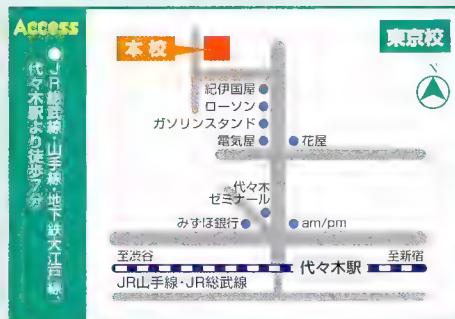 Access
●JR総武線・山手線・地下鉄大江戸線、
代々木駅より徒歩7分
本校
東京校
N
紀伊国屋
ローソン
ガソリンスタンド
電気屋
花屋
代々木
ゼミナール
みずほ銀行
am/pm
至渋谷
代々木駅
至新宿
JR山手線・JR総武線